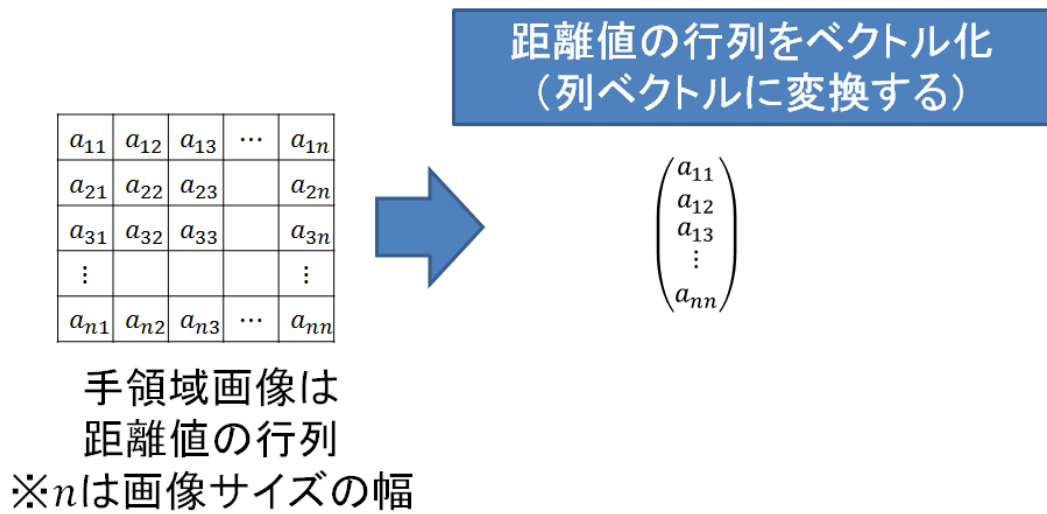 距離値の行列をベクトル化
（列ベクトルに変換する）
a₁₁ a₁₂ a₁₃ ⋯ a₁ₙ
a₂₁ a₂₂ a₂₃ a₂ₙ
a₃₁ a₃₂ a₃₃ a₃ₙ
⋮ ⋮
aₙ₁ aₙ₂ aₙ₃ ⋯ aₙₙ
a₁₁
a₁₂
a₁₃
⋮
aₙₙ
手領域画像は
距離値の行列
※nは画像サイズの幅